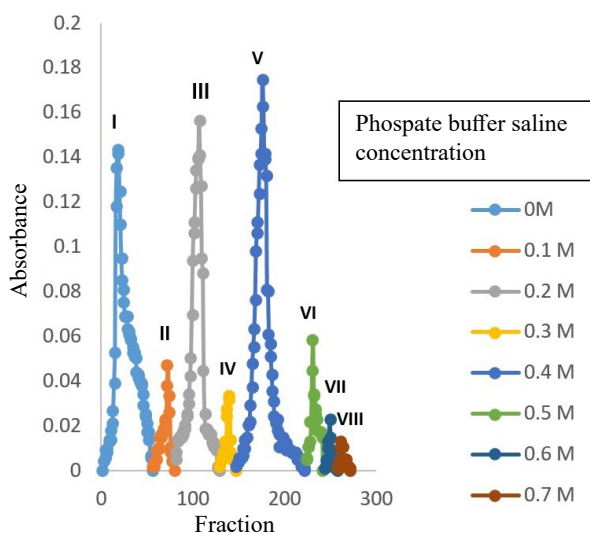 0.2
0.18
0.16
0.14
0.12
0.1
0.08
0.06
0.04
0.02
0
Absorbance
I
II
III
IV
V
VI
VII
VIII
0
100
200
300
Fraction
Phospate buffer saline
concentration
0M
0.1 M
0.2 M
0.3 M
0.4 M
0.5 M
0.6 M
0.7 M